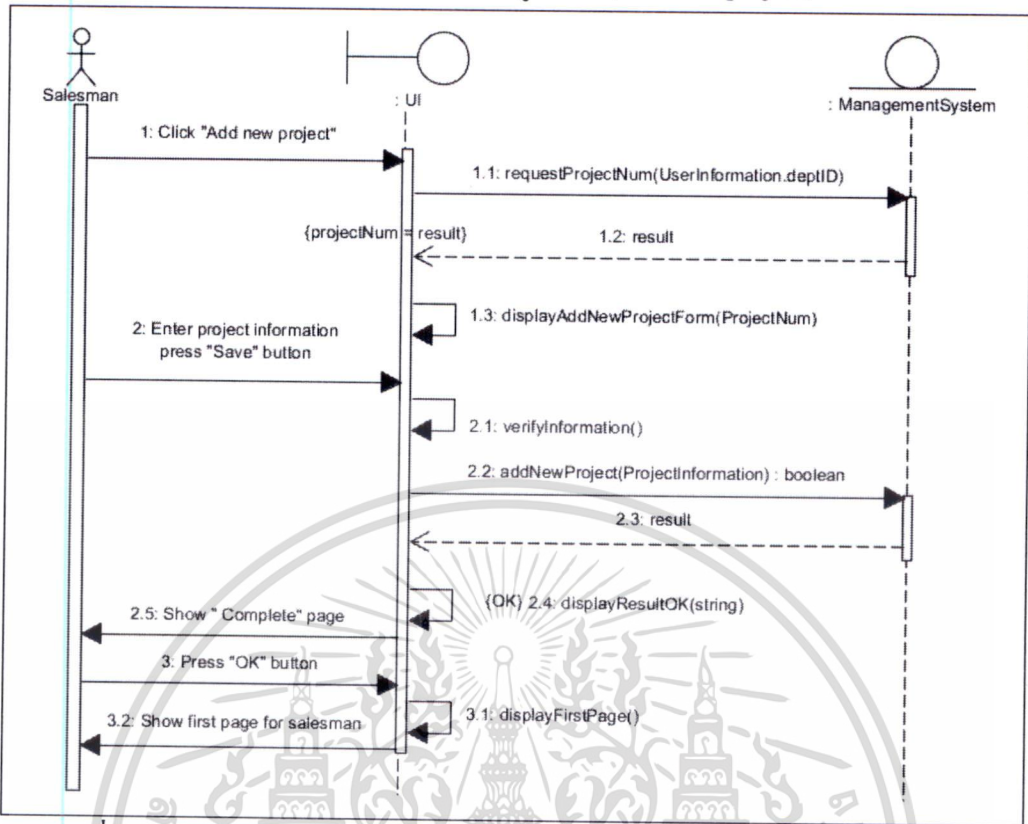 Salesman
: UI
: ManagementSystem
1: Click "Add new project"
1.1: requestProjectNum(UserInformation.deptID)
{projectNum = result}
1.2: result
1.3: displayAddNewProjectForm(ProjectNum)
2: Enter project information
press "Save" button
2.1: verifyInformation()
2.2: addNewProject(ProjectInformation) : boolean
2.3: result
{OK} 2.4: displayResultOK(string)
2.5: Show " Complete" page
3: Press "OK" button
3.1: displayFirstPage()
3.2: Show first page for salesman